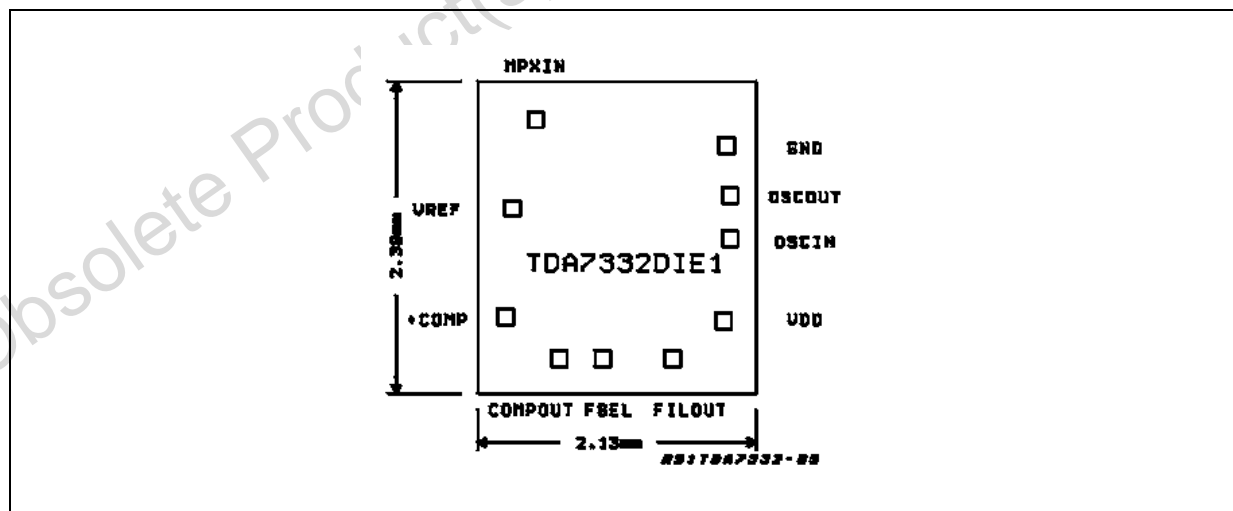 Obsolete Product(
MPXIN
GND
OSCOUT
VREF
OSCIN
TDA7332DIE1
+COMP
VDD
COMPOUT FSEL FILOUT
2.13mm